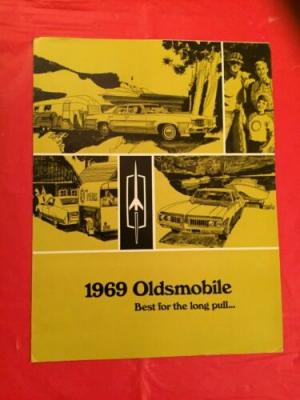 1969 Oldsmobile
Best for the long pull...